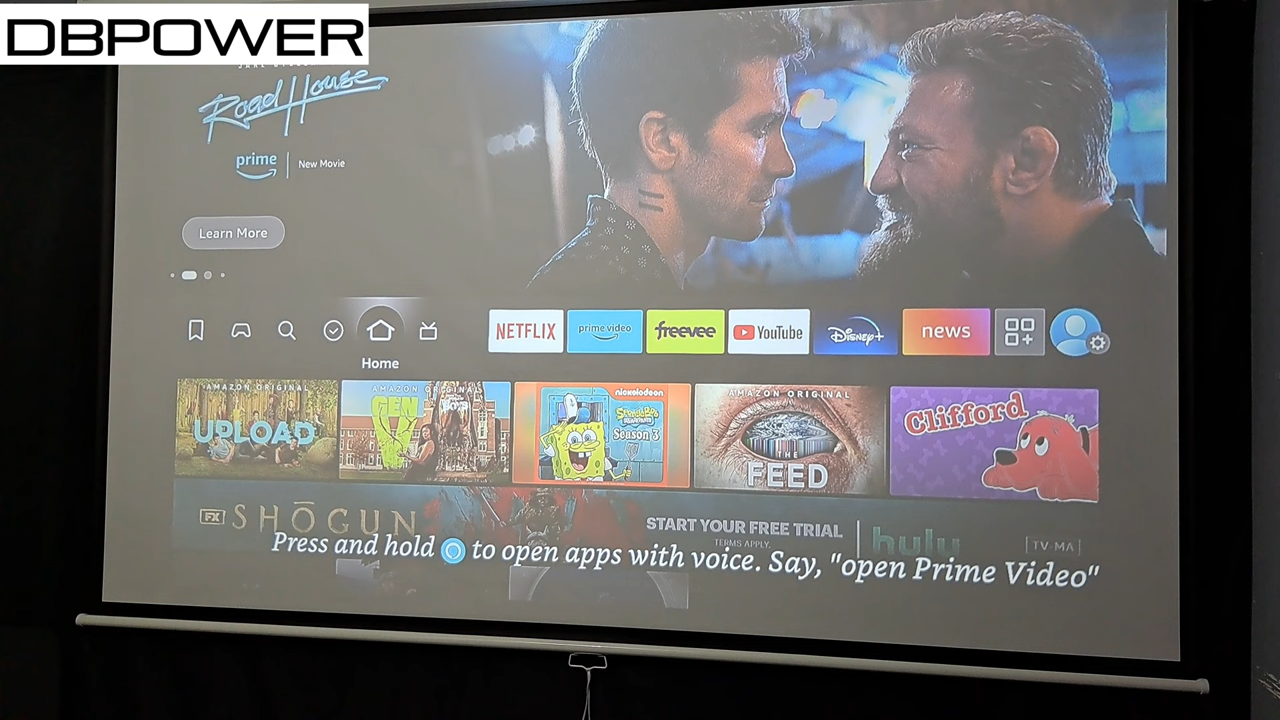 DBPOWER
Road House
prime
New Movie
Learn More
NETFLIX
prime video
freevee
YouTube
Disney+
news
Home
AMAZON ORIGINAL
UPLOAD
AMAZON ORIGINAL
GEN V
nickelodeon
SpongeBob
Season 3
AMAZON ORIGINAL
THE
FEED
Clifford
FX
SHŌGUN
START YOUR FREE TRIAL
TERMS APPLY.
hulu
TV-MA
Press and hold to open apps with voice. Say, "open Prime Video"